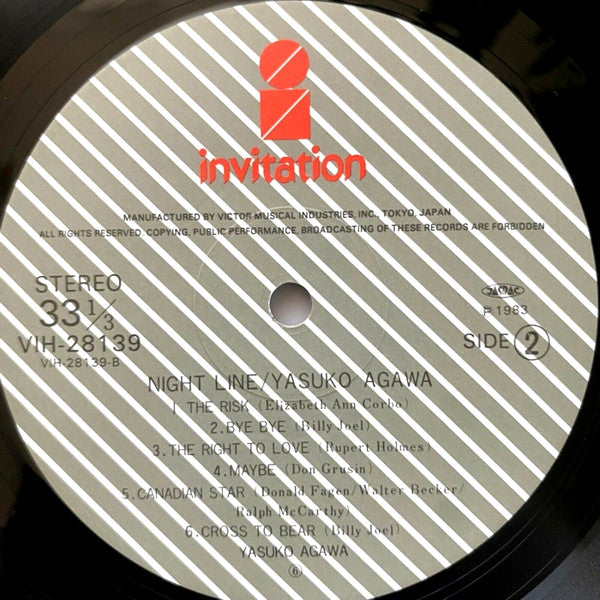 invitation
MANUFACTURED BY VICTOR MUSICAL INDUSTRIES, INC., TOKYO, JAPAN
ALL RIGHTS RESERVED. COPYING, PUBLIC PERFORMANCE, BROADCASTING OF THESE RECORDS ARE FORBIDDEN
STEREO
33 1/3
VIH-28139
VIH-28139-B
JASRAC
P 1983
SIDE 2
NIGHT LINE/YASUKO AGAWA
1 THE RISK (Elizabeth Ann Corbo)
2. BYE BYE (Billy Joel)
3. THE RIGHT TO LOVE (Rupert Holmes)
4. MAYBE (Don Grusin)
5. CANADIAN STAR (Donald Fagen/Walter Becker/
Ralph McCarthy)
6. CROSS TO BEAR (Billy Joel)
YASUKO AGAWA
6